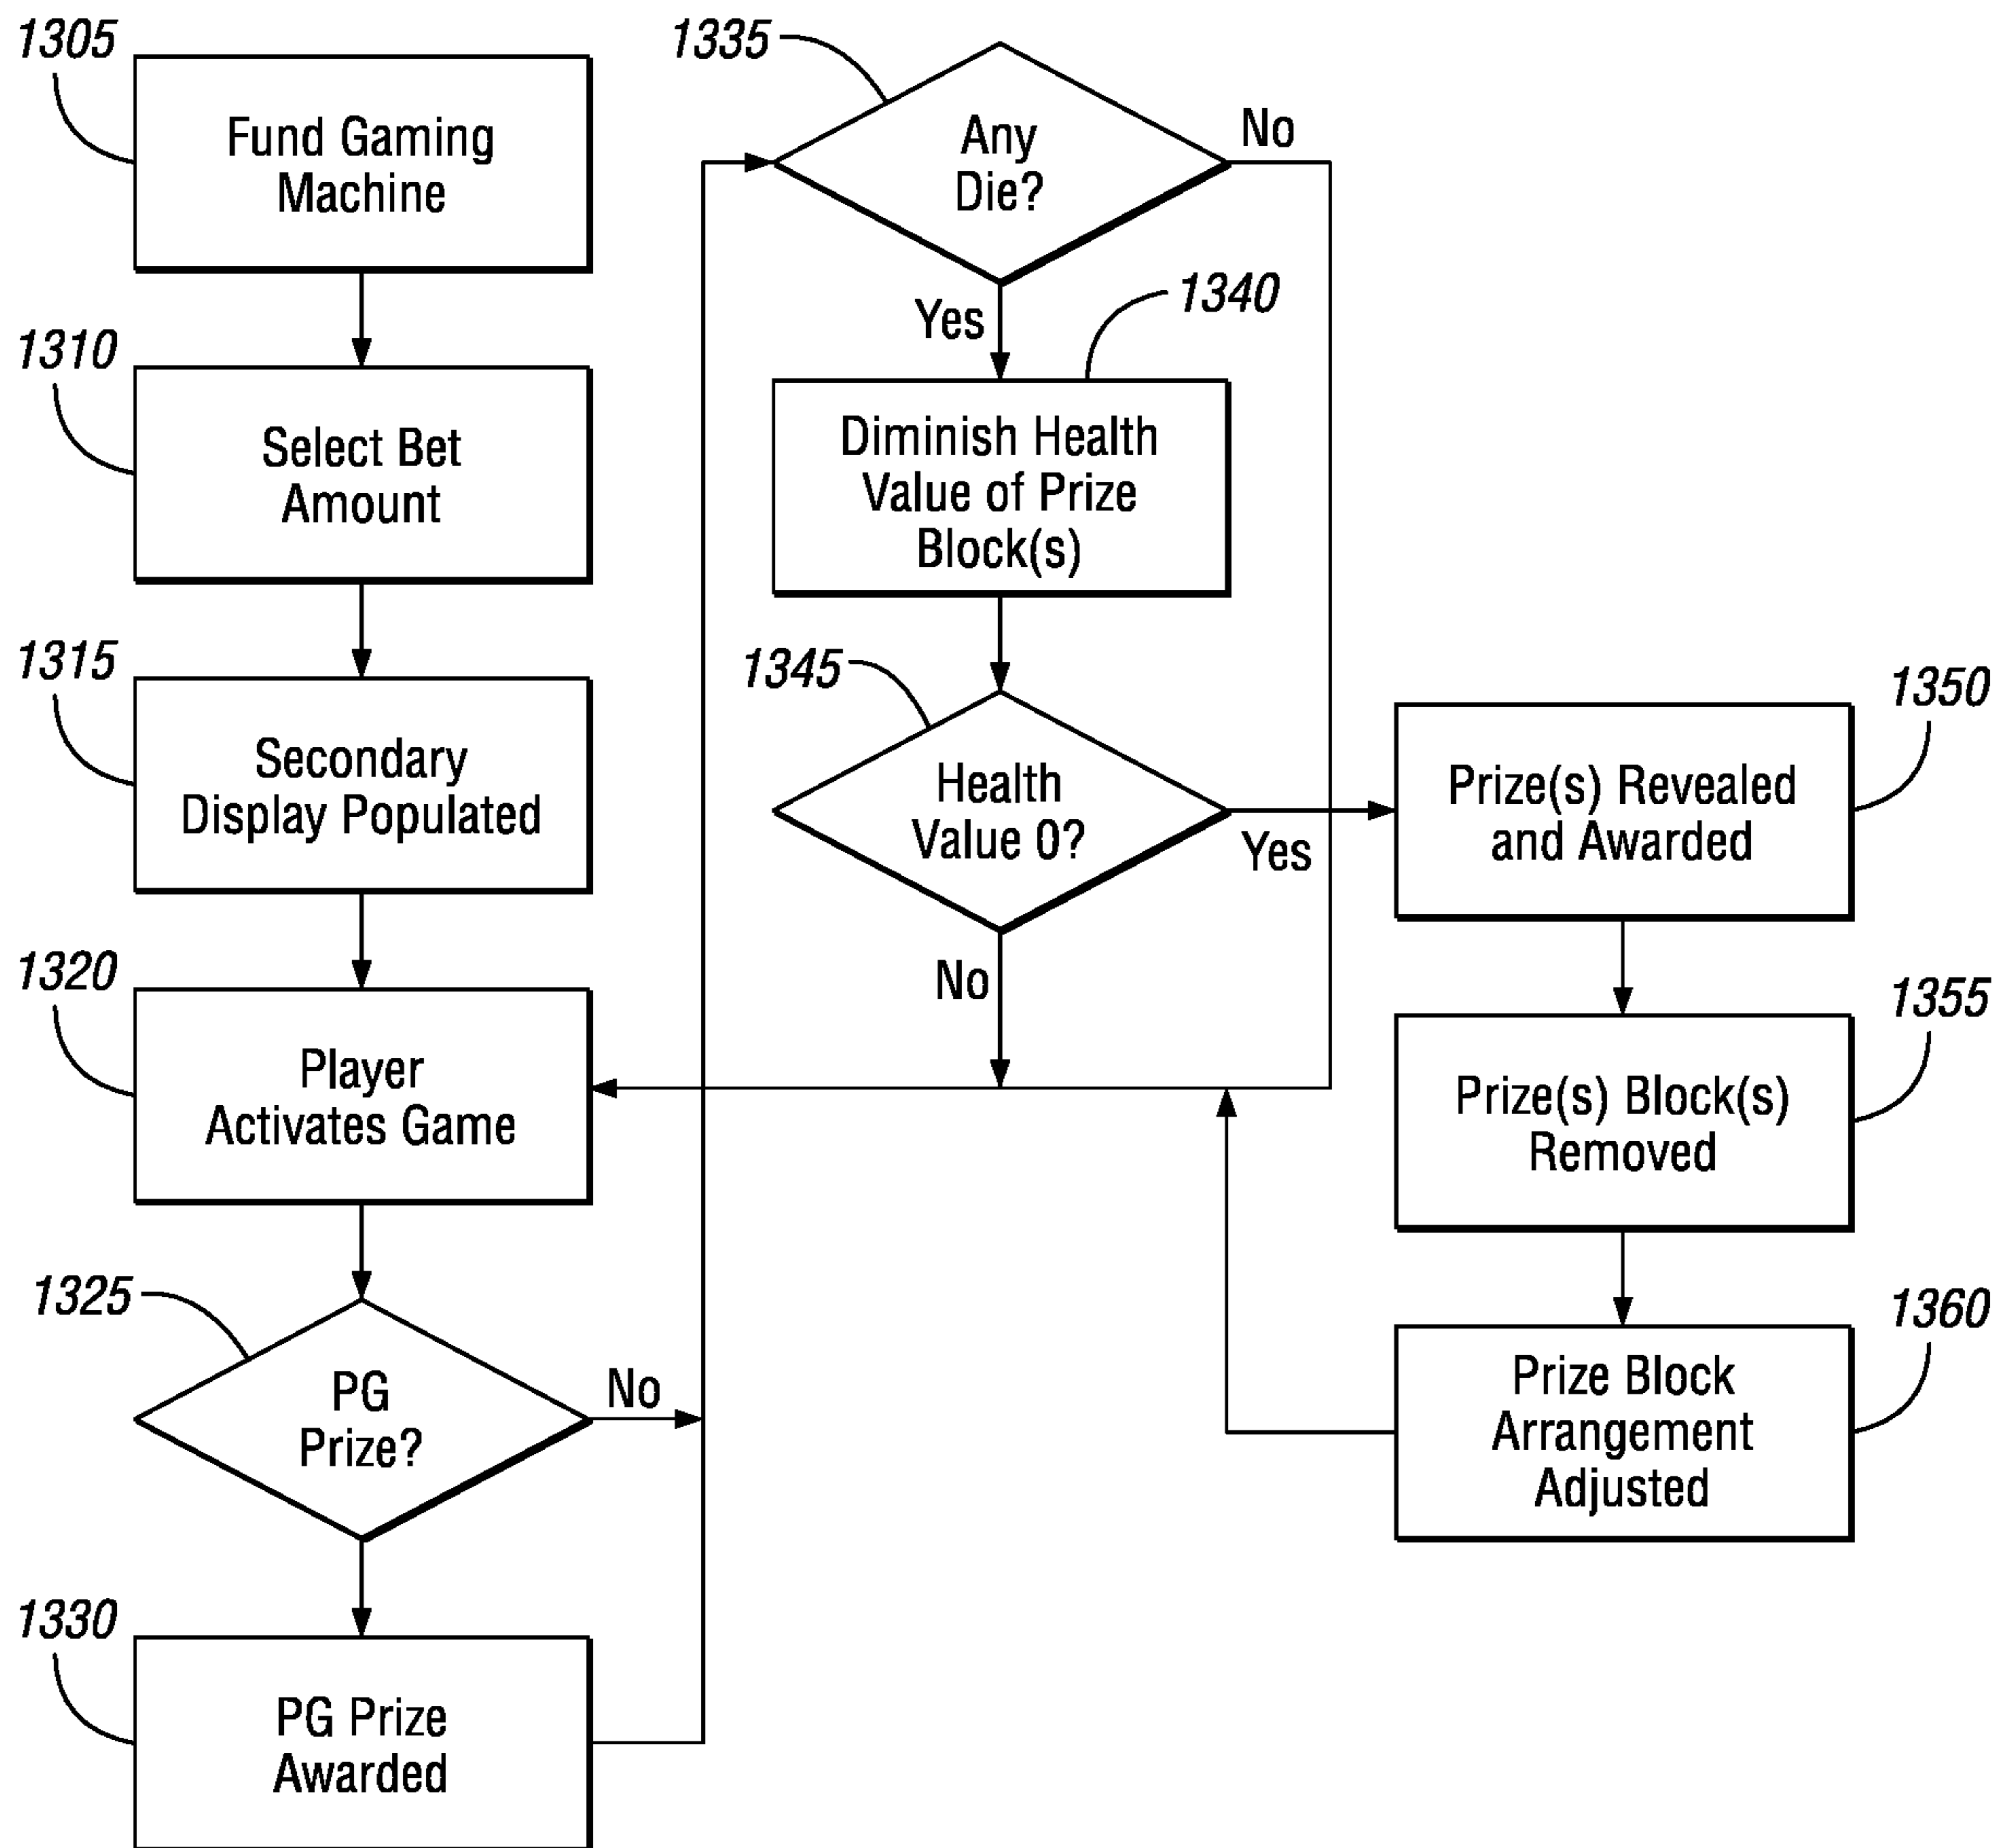 1305
Fund Gaming
Machine
1310
Select Bet
Amount
1315
Secondary
Display Populated
1320
Player
Activates Game
1325
PG
Prize?
No
1330
PG Prize
Awarded
1335
Any
Die?
No
Yes
1340
Diminish Health
Value of Prize
Block(s)
1345
Health
Value 0?
Yes
No
1350
Prize(s) Revealed
and Awarded
1355
Prize(s) Block(s)
Removed
1360
Prize Block
Arrangement
Adjusted